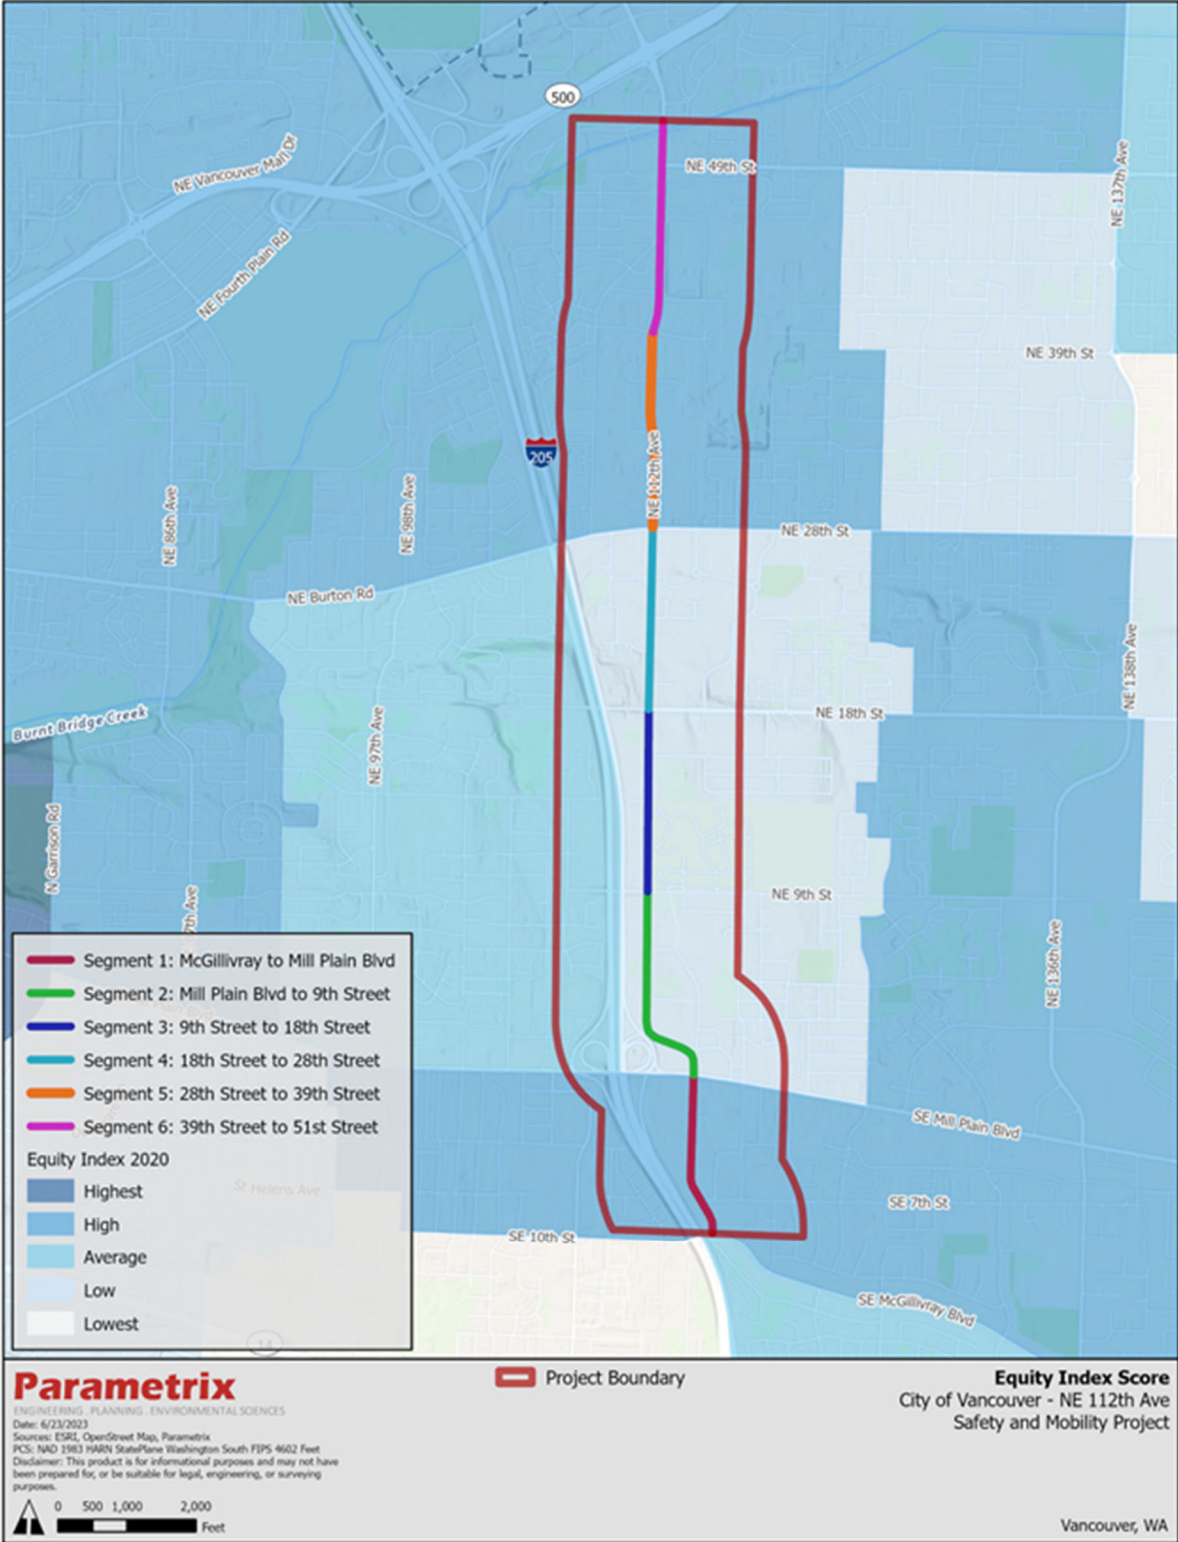 500
NE Vancouver Mall Dr
NE 49th St
NE 137th Ave
NE Fourth Plain Rd
NE 39th St
205
NE 112th Ave
NE 86th Ave
NE 98th Ave
NE 28th St
NE Burton Rd
NE 138th Ave
Burnt Bridge Creek
NE 97th Ave
NE 18th St
N Garrison Rd
7th Ave
NE 9th St
NE 136th Ave
Segment 1: McGillivray to Mill Plain Blvd
Segment 2: Mill Plain Blvd to 9th Street
Segment 3: 9th Street to 18th Street
Segment 4: 18th Street to 28th Street
Segment 5: 28th Street to 39th Street
Segment 6: 39th Street to 51st Street
Equity Index 2020
Highest
High
Average
Low
Lowest
St Helens Ave
14
SE Mill Plain Blvd
SE 7th St
SE 10th St
SE McGillivray Blvd
Parametrix
ENGINEERING . PLANNING . ENVIRONMENTAL SCIENCES
Date: 6/23/2023
Sources: ESRI, OpenStreet Map, Parametrix
PCS: NAD 1983 HARN StatePlane Washington South FIPS 4602 Feet
Disclaimer: This product is for informational purposes and may not have
been prepared for, or be suitable for legal, engineering, or surveying
purposes.
0 500 1,000 2,000
Feet
Project Boundary
Equity Index Score
City of Vancouver - NE 112th Ave
Safety and Mobility Project
Vancouver, WA